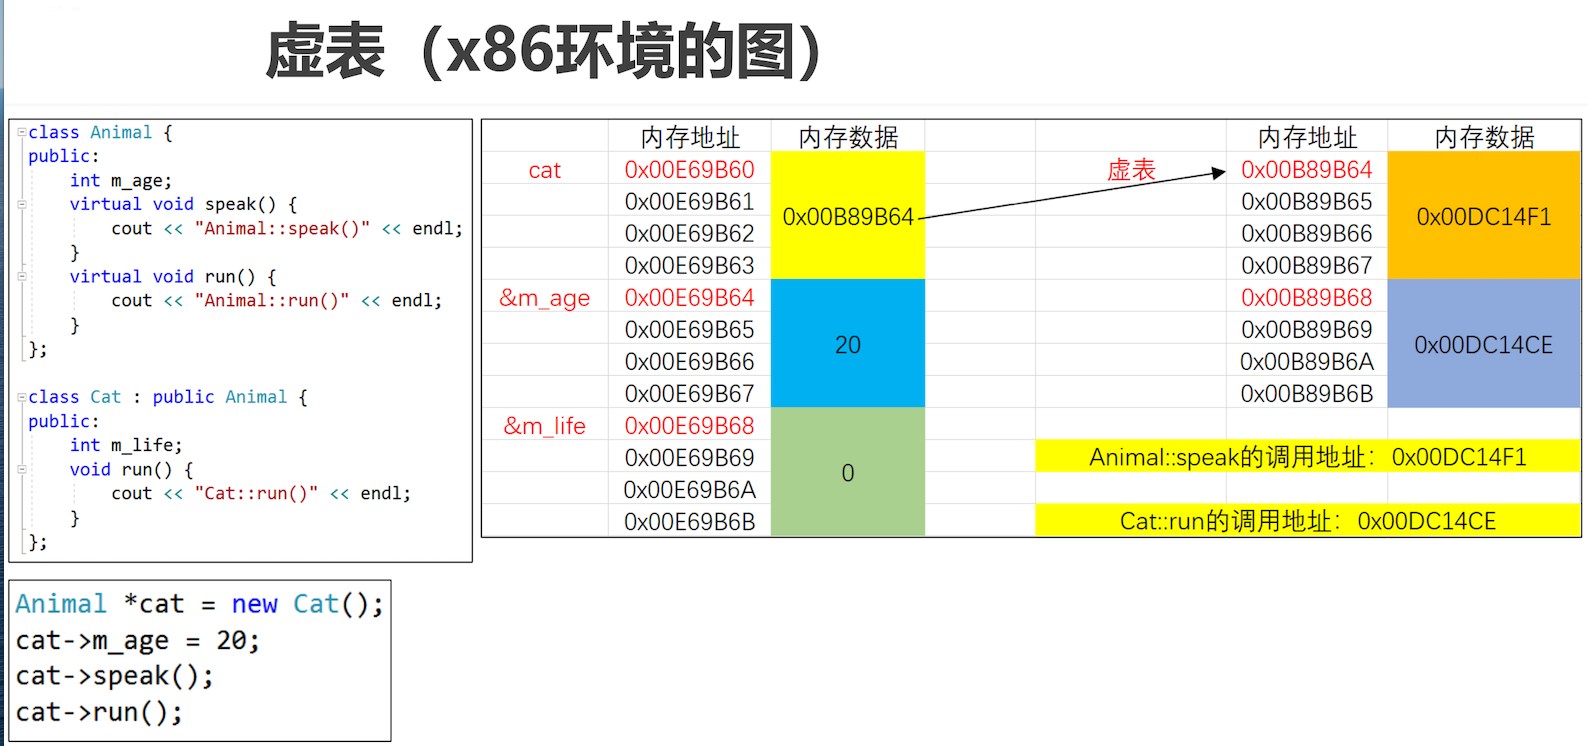 虚表（x86环境的图）
class Animal {
public:
    int m_age;
    virtual void speak() {
        cout << "Animal::speak()" << endl;
    }
    virtual void run() {
        cout << "Animal::run()" << endl;
    }
};
class Cat : public Animal {
public:
    int m_life;
    void run() {
        cout << "Cat::run()" << endl;
    }
};
Animal *cat = new Cat();
cat->m_age = 20;
cat->speak();
cat->run();
内存地址 内存数据 内存地址 内存数据
cat 0x00E69B60 虚表 0x00B89B64
0x00E69B61 0x00B89B65
0x00B89B64 0x00DC14F1
0x00E69B62 0x00B89B66
0x00E69B63 0x00B89B67
&m_age 0x00E69B64 0x00B89B68
0x00E69B65 0x00B89B69
20 0x00DC14CE
0x00E69B66 0x00B89B6A
0x00E69B67 0x00B89B6B
&m_life 0x00E69B68
0x00E69B69 Animal::speak的调用地址：0x00DC14F1
0
0x00E69B6A
0x00E69B6B Cat::run的调用地址：0x00DC14CE